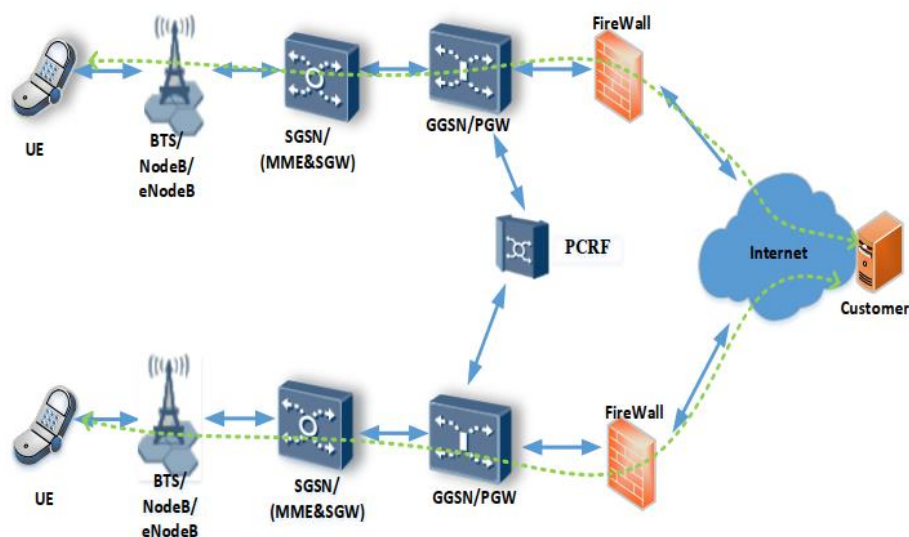 FireWall
UE
BTS/
NodeB/
eNodeB
SGSN/
(MME&SGW)
GGSN/PGW
PCRF
Internet
Customer
FireWall
UE
BTS/
NodeB/
eNodeB
SGSN/
(MME&SGW)
GGSN/PGW